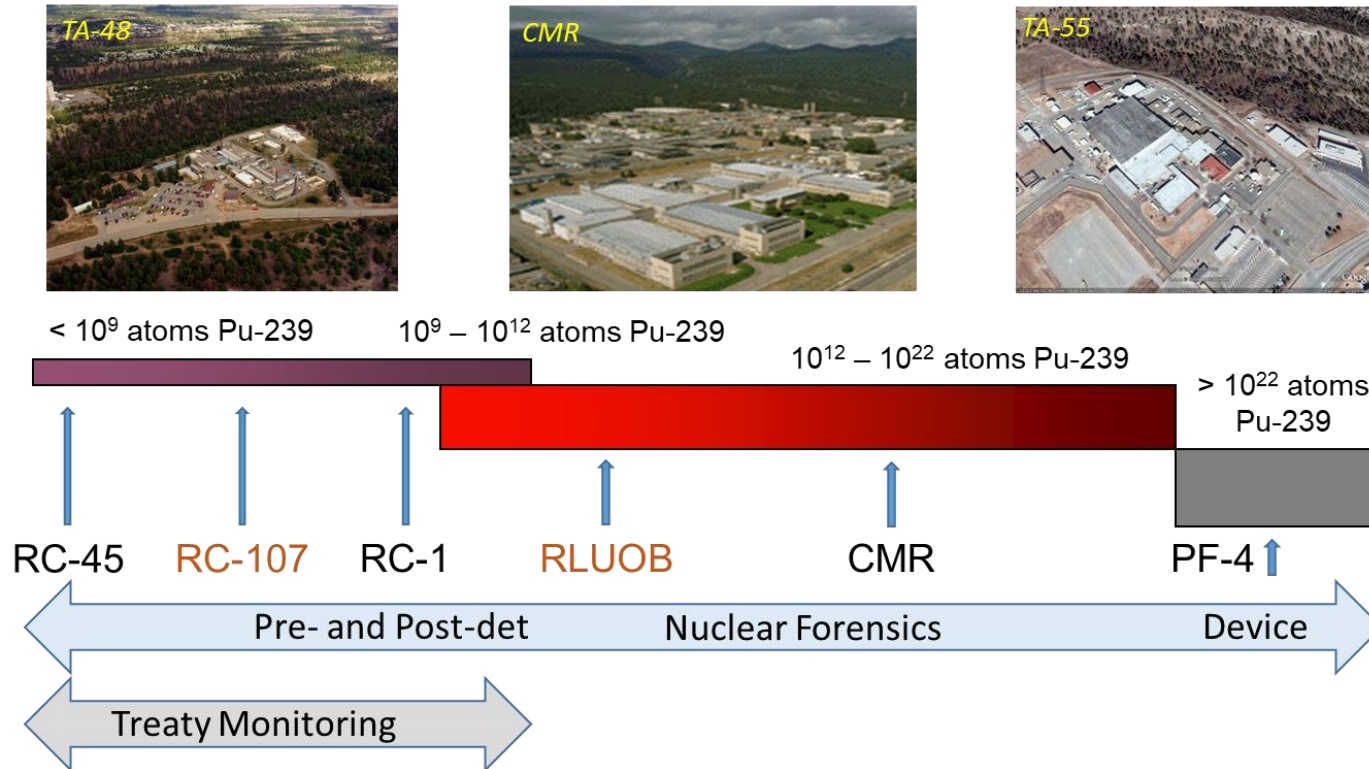 TA-48
CMR
TA-55
Google
< 10⁹ atoms Pu-239
10⁹ – 10¹² atoms Pu-239
10¹² – 10²² atoms Pu-239
> 10²² atoms
Pu-239
RC-45
RC-107
RC-1
RLUOB
CMR
PF-4
Pre- and Post-det
Nuclear Forensics
Device
Treaty Monitoring